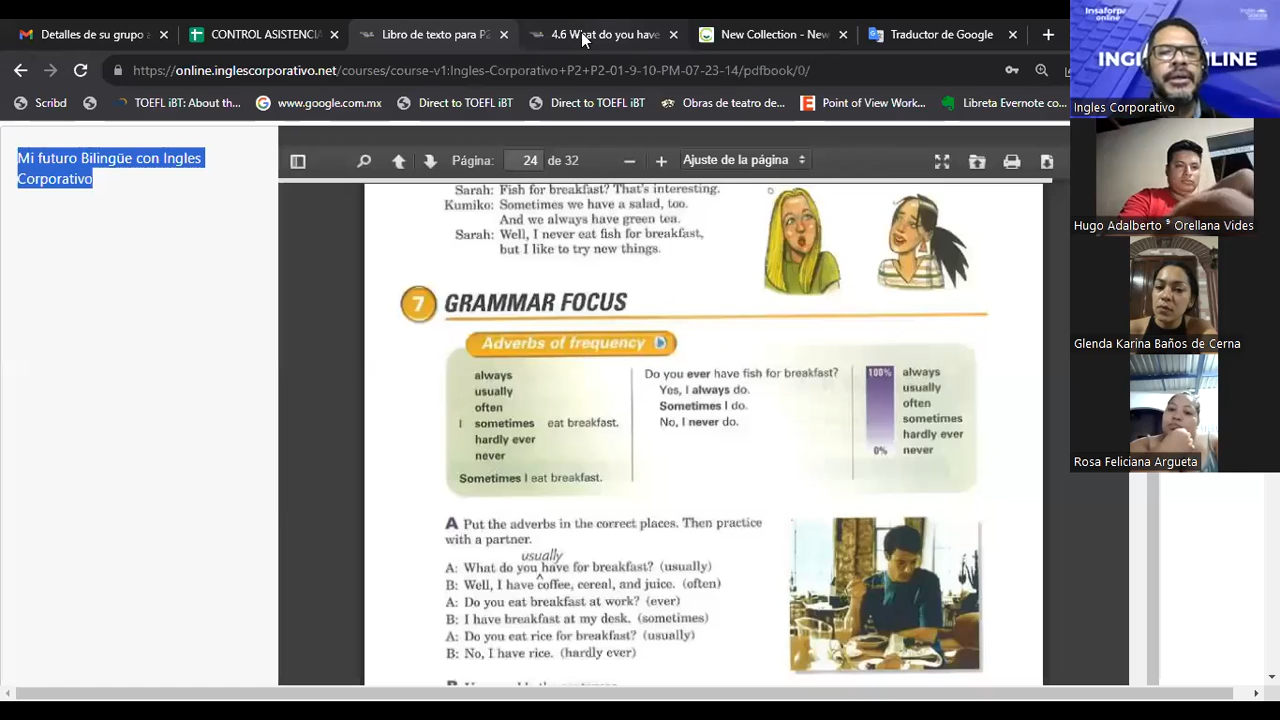 Detalles de su grupo
CONTROL ASISTENCIA
Libro de texto para P2
4.6 What do you have
New Collection - New
Traductor de Google
https://online.inglescorporativo.net/courses/course-v1:Ingles-Corporativo+P2+P2-01-9-10-PM-07-23-14/pdfbook/0/
Scribd
TOEFL iBT: About th...
www.google.com.mx
Direct to TOEFL iBT
Direct to TOEFL iBT
Obras de teatro de...
Point of View Work...
Libreta Evernote co...
Mi futuro Bilingüe con Ingles
Corporativo
Página:
24
de 32
Ajuste de la página
Sarah: Fish for breakfast? That's interesting.
Kumiko: Sometimes we have a salad, too.
And we always have green tea.
Sarah: Well, I never eat fish for breakfast,
but I like to try new things.
7 GRAMMAR FOCUS
Adverbs of frequency
always
usually
often
I sometimes eat breakfast.
hardly ever
never
Sometimes I eat breakfast.
Do you ever have fish for breakfast?
Yes, I always do.
Sometimes I do.
No, I never do.
100% always
usually
often
sometimes
hardly ever
0% never
A Put the adverbs in the correct places. Then practice
with a partner.
usually
A: What do you ^ have for breakfast? (usually)
B: Well, I have coffee, cereal, and juice. (often)
A: Do you eat breakfast at work? (ever)
B: I have breakfast at my desk. (sometimes)
A: Do you eat rice for breakfast? (usually)
B: No, I have rice. (hardly ever)
Insaforp
online
Ingles Corporativo
Hugo Adalberto ³ Orellana Vides
Glenda Karina Baños de Cerna
Rosa Feliciana Argueta